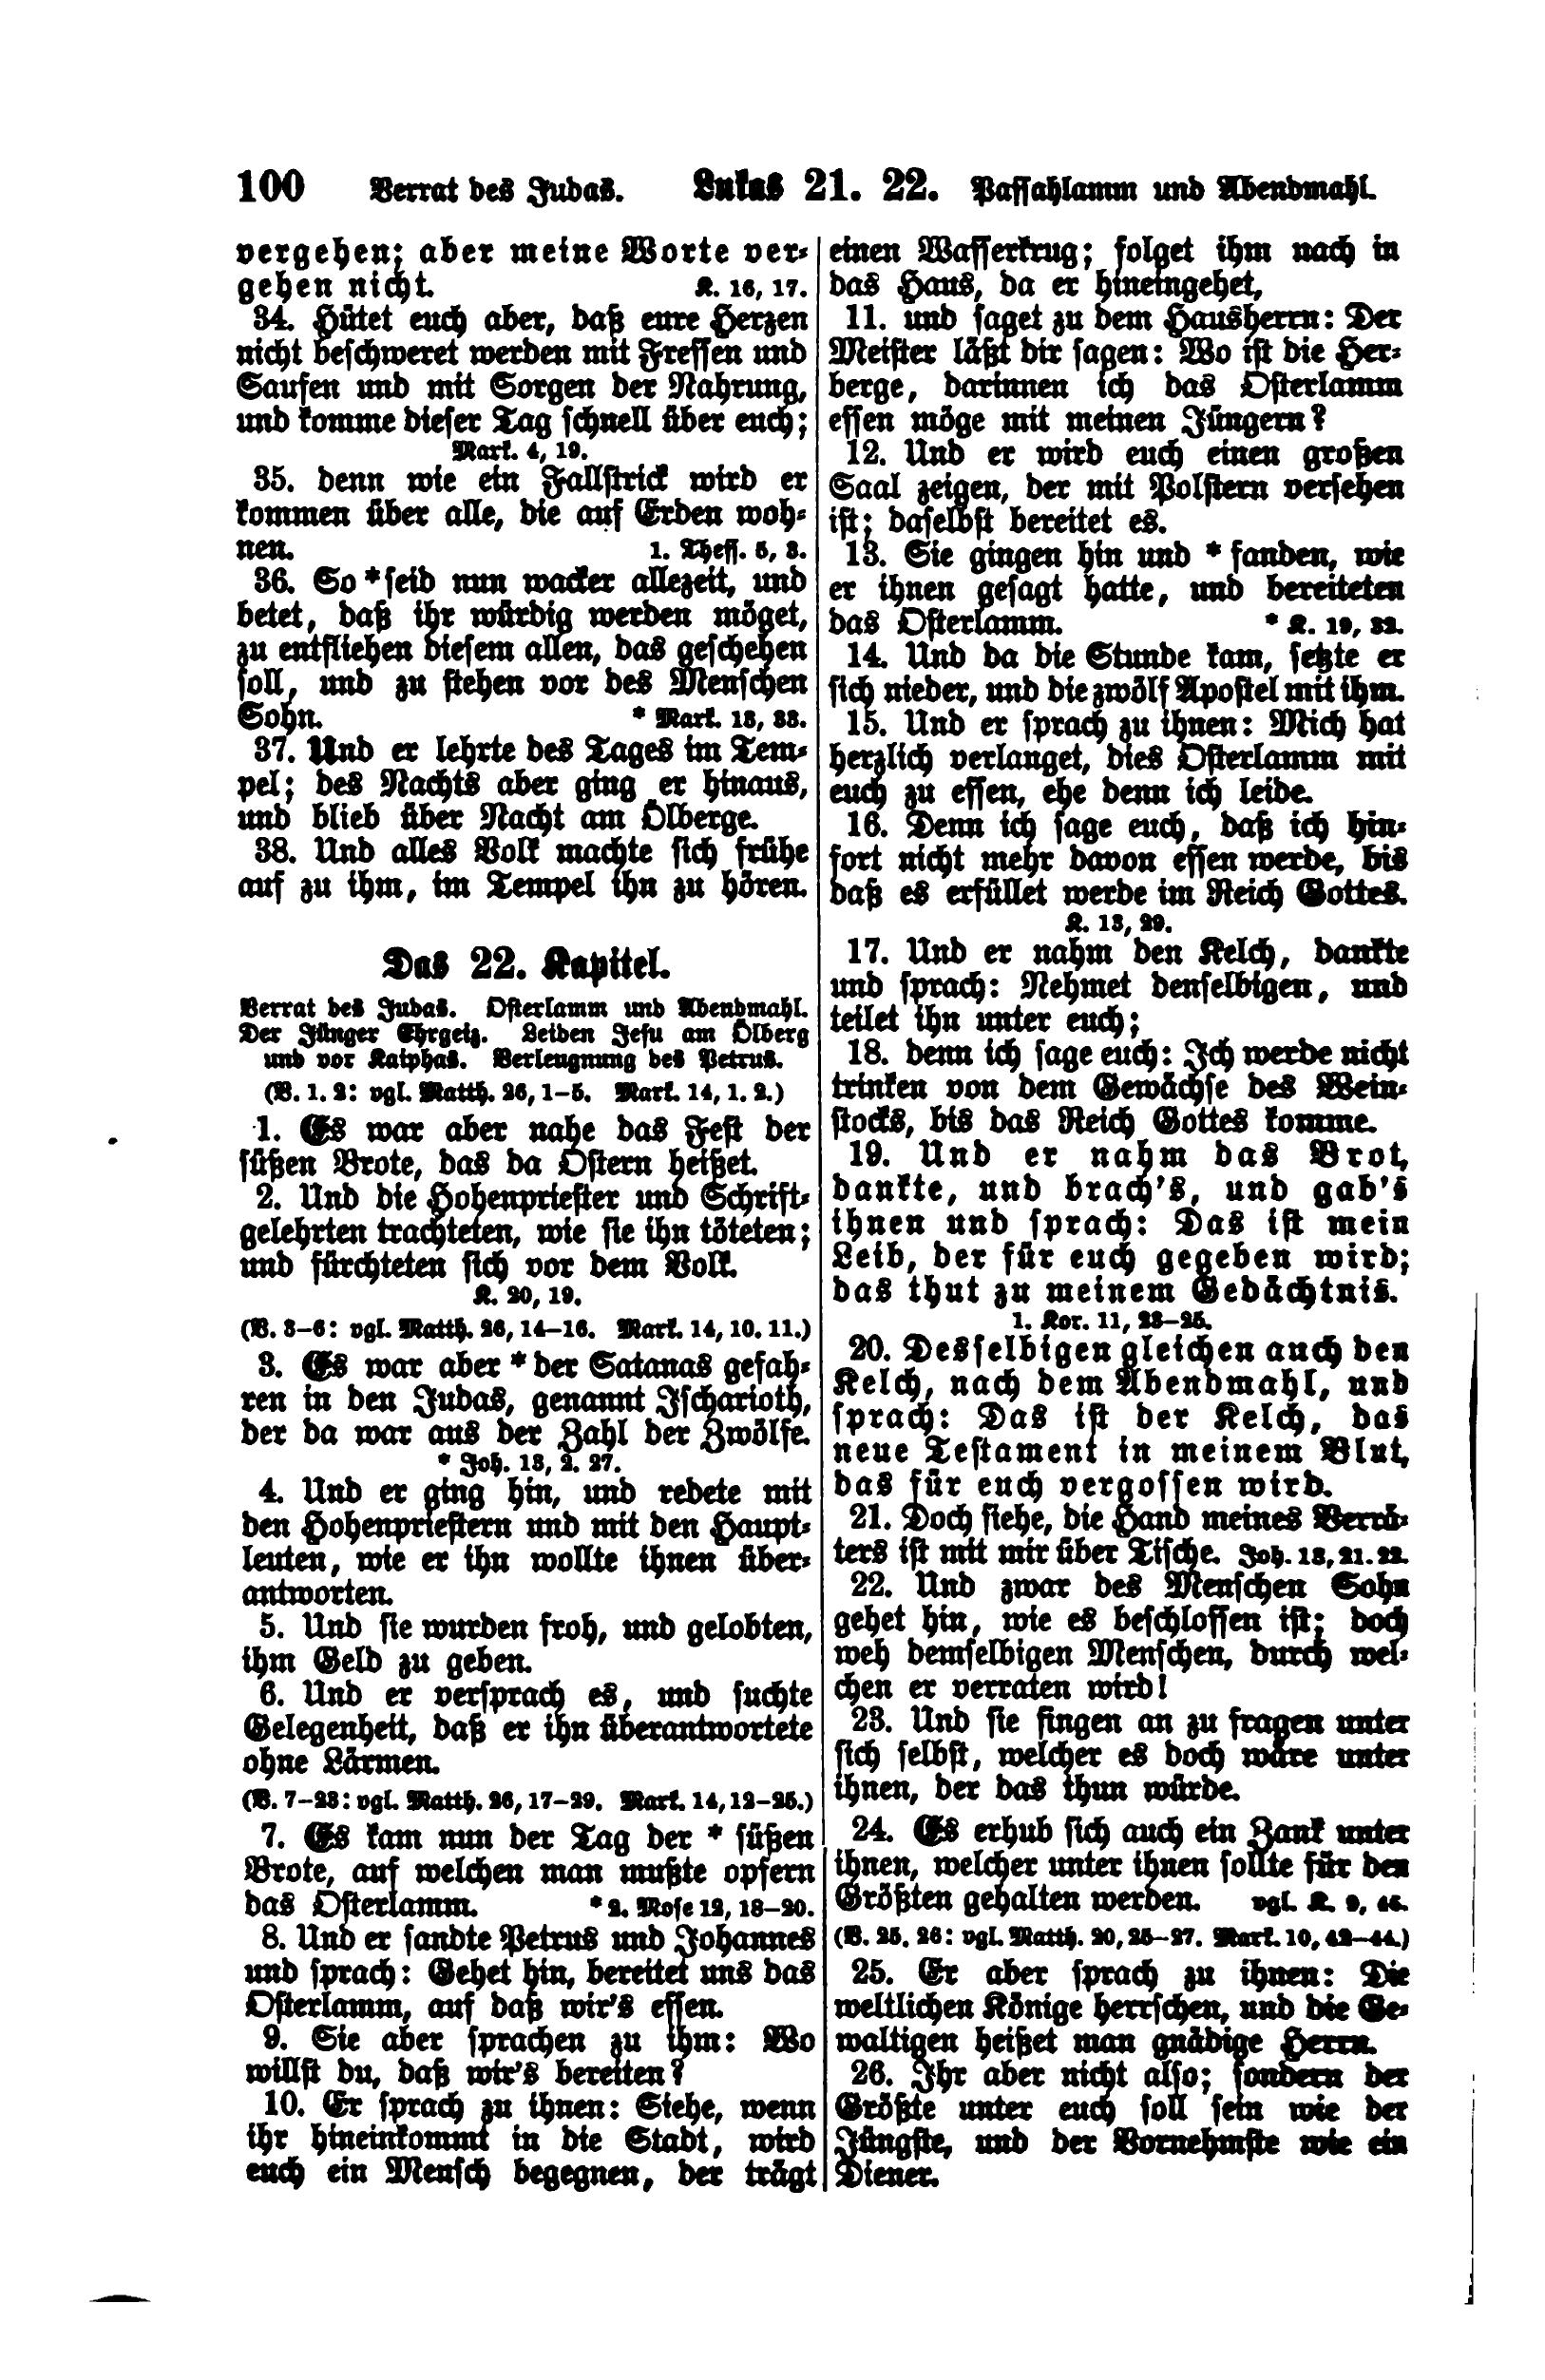 100 Verrat des Judas. Lukas 21. 22. Passahlamm und Abendmahl.
vergehen; aber meine Worte ver-
gehen nicht. K. 16, 17.
34. Hütet euch aber, daß eure Herzen
nicht beschweret werden mit Fressen und
Saufen und mit Sorgen der Nahrung,
und komme dieser Tag schnell über euch;
Mark. 4, 19.
35. denn wie ein Fallstrick wird er
kommen über alle, die auf Erden woh-
nen. 1. Thess. 5, 3.
36. So *seid nun wacker allezeit, und
betet, daß ihr würdig werden möget,
zu entfliehen diesem allen, das geschehen
soll, und zu stehen vor des Menschen
Sohn. * Mark. 13, 33.
37. Und er lehrte des Tages im Tem-
pel; des Nachts aber ging er hinaus,
und blieb über Nacht am Ölberge.
38. Und alles Volk machte sich frühe
auf zu ihm, im Tempel ihn zu hören.
Das 22. Kapitel.
Verrat des Judas. Osterlamm und Abendmahl.
Der Jünger Ehrgeiz. Leiden Jesu am Ölberg
und vor Kaiphas. Verleugnung des Petrus.
(V. 1. 2: vgl. Matth. 26, 1–5. Mark. 14, 1. 2.)
1. Es war aber nahe das Fest der
süßen Brote, das da Ostern heißet.
2. Und die Hohenpriester und Schrift-
gelehrten trachteten, wie sie ihn töteten;
und fürchteten sich vor dem Volk.
K. 20, 19.
(V. 3–6: vgl. Matth. 26, 14–16. Mark. 14, 10. 11.)
3. Es war aber * der Satanas gefah-
ren in den Judas, genannt Ischarioth,
der da war aus der Zahl der Zwölfe.
* Joh. 13, 2. 27.
4. Und er ging hin, und redete mit
den Hohenpriestern und mit den Haupt-
leuten, wie er ihn wollte ihnen über-
antworten.
5. Und sie wurden froh, und gelobten,
ihm Geld zu geben.
6. Und er versprach es, und suchte
Gelegenheit, daß er ihn überantwortete
ohne Lärmen.
(V. 7–23: vgl. Matth. 26, 17–29. Mark. 14, 12–25.)
7. Es kam nun der Tag der * süßen
Brote, auf welchen man mußte opfern
das Osterlamm. * 2. Mose 12, 18–20.
8. Und er sandte Petrus und Johannes
und sprach: Gehet hin, bereitet uns das
Osterlamm, auf daß wir's essen.
9. Sie aber sprachen zu ihm: Wo
willst du, daß wir's bereiten?
10. Er sprach zu ihnen: Siehe, wenn
ihr hineinkommt in die Stadt, wird
euch ein Mensch begegnen, der trägt
einen Wasserkrug; folget ihm nach in
das Haus, da er hineingehet,
11. und saget zu dem Hausherrn: Der
Meister läßt dir sagen: Wo ist die Her-
berge, darinnen ich das Osterlamm
essen möge mit meinen Jüngern?
12. Und er wird euch einen großen
Saal zeigen, der mit Polstern versehen
ist; daselbst bereitet es.
13. Sie gingen hin und * fanden, wie
er ihnen gesagt hatte, und bereiteten
das Osterlamm. * K. 19, 32.
14. Und da die Stunde kam, setzte er
sich nieder, und die zwölf Apostel mit ihm.
15. Und er sprach zu ihnen: Mich hat
herzlich verlanget, dies Osterlamm mit
euch zu essen, ehe denn ich leide.
16. Denn ich sage euch, daß ich hin-
fort nicht mehr davon essen werde, bis
daß es erfüllet werde im Reich Gottes.
K. 13, 29.
17. Und er nahm den Kelch, dankte
und sprach: Nehmet denselbigen, und
teilet ihn unter euch;
18. denn ich sage euch: Ich werde nicht
trinken von dem Gewächse des Wein-
stocks, bis das Reich Gottes komme.
19. Und er nahm das Brot,
dankte, und brach's, und gab's
ihnen und sprach: Das ist mein
Leib, der für euch gegeben wird;
das thut zu meinem Gedächtnis.
1. Kor. 11, 23–25.
20. Desselbigen gleichen auch den
Kelch, nach dem Abendmahl, und
sprach: Das ist der Kelch, das
neue Testament in meinem Blut,
das für euch vergossen wird.
21. Doch siehe, die Hand meines Verrä-
ters ist mit mir über Tische. Joh. 13, 21. 22.
22. Und zwar des Menschen Sohn
gehet hin, wie es beschlossen ist; doch
weh demselbigen Menschen, durch wel-
chen er verraten wird!
23. Und sie fingen an zu fragen unter
sich selbst, welcher es doch wäre unter
ihnen, der das thun würde.
24. Es erhub sich auch ein Zank unter
ihnen, welcher unter ihnen sollte für den
Größten gehalten werden. vgl. K. 9, 46.
(V. 25. 26: vgl. Matth. 20, 25–27. Mark. 10, 42–44.)
25. Er aber sprach zu ihnen: Die
weltlichen Könige herrschen, und die Ge-
waltigen heißet man gnädige Herrn.
26. Ihr aber nicht also; sondern der
Größte unter euch soll sein wie der
Jüngste, und der Vornehmste wie ein
Diener.